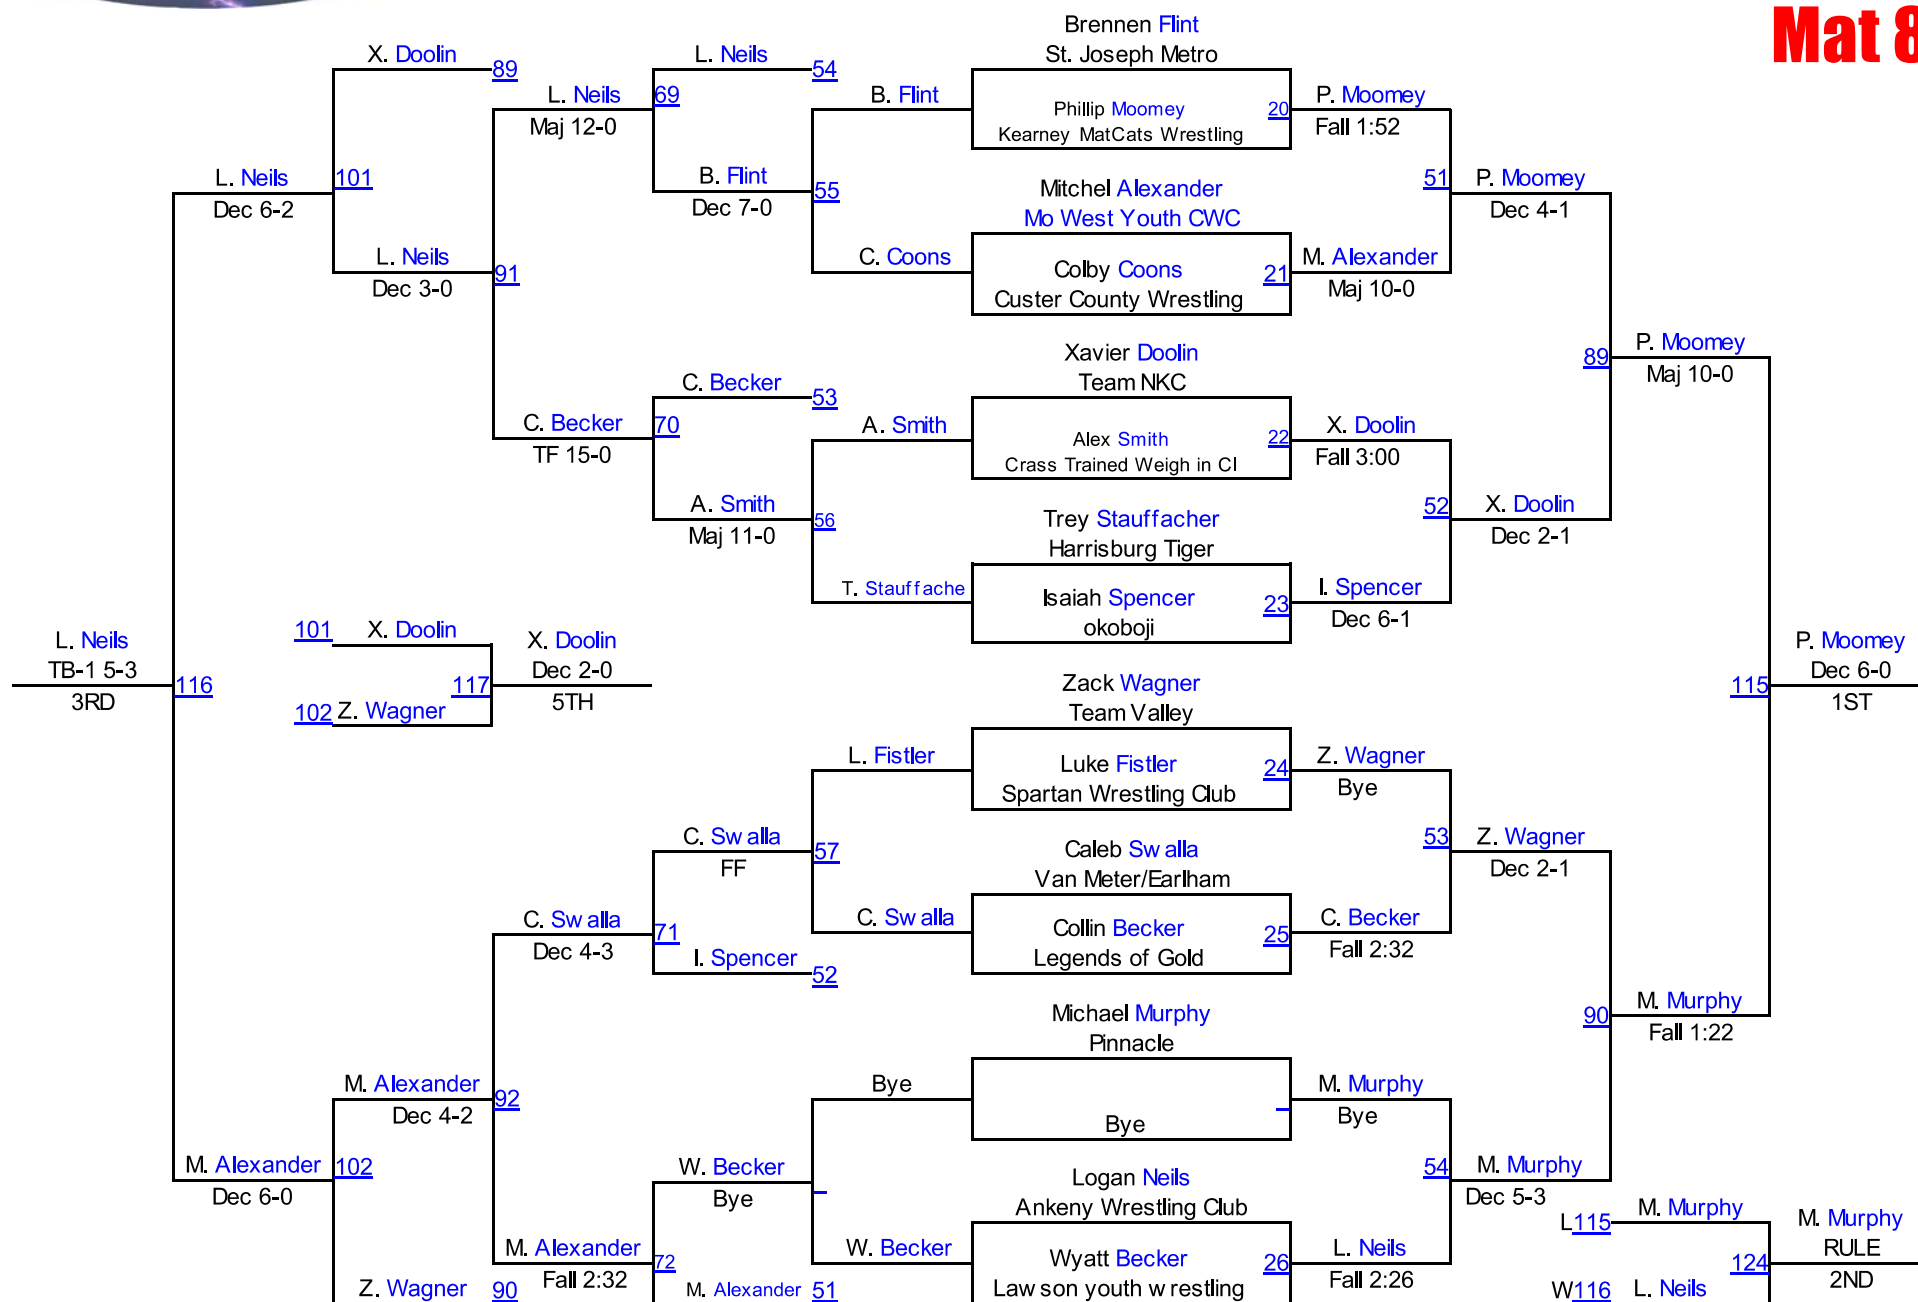 Mat 8
Brennen Flint
St. Joseph Metro
X. Doolin
89
L. Neils
54
L. Neils
69
Maj 12-0
B. Flint
Phillip Moomey
20
Kearney MatCats Wrestling
P. Moomey
Fall 1:52
L. Neils
101
Dec 6-2
B. Flint
55
Dec 7-0
Mitchel Alexander
Mo West Youth CWC
51
P. Moomey
Dec 4-1
L. Neils
91
Dec 3-0
C. Coons
Colby Coons
21
Custer County Wrestling
M. Alexander
Maj 10-0
Xavier Doolin
Team NKC
89
P. Moomey
Maj 10-0
C. Becker
53
C. Becker
70
TF 15-0
A. Smith
Alex Smith
22
Crass Trained Weigh in Cl
X. Doolin
Fall 3:00
A. Smith
56
Maj 11-0
Trey Stauffacher
Harrisburg Tiger
52
X. Doolin
Dec 2-1
T. Stauffache
Isaiah Spencer
23
okoboji
I. Spencer
Dec 6-1
L. Neils
TB-1 5-3
3RD
116
101
X. Doolin
102
Z. Wagner
117
X. Doolin
Dec 2-0
5TH
P. Moomey
Dec 6-0
1ST
115
Zack Wagner
Team Valley
L. Fistler
Luke Fistler
24
Spartan Wrestling Club
Z. Wagner
Bye
C. Swalla
57
FF
Caleb Swalla
Van Meter/Earlham
53
Z. Wagner
Dec 2-1
C. Swalla
71
Dec 4-3
C. Swalla
Collin Becker
25
Legends of Gold
C. Becker
Fall 2:32
I. Spencer
52
Michael Murphy
Pinnacle
90
M. Murphy
Fall 1:22
M. Alexander
92
Dec 4-2
Bye
Bye
M. Murphy
Bye
M. Alexander
102
Dec 6-0
W. Becker
Bye
Logan Neils
Ankeny Wrestling Club
54
M. Murphy
Dec 5-3
L115
M. Murphy
M. Murphy
RULE
2ND
124
M. Alexander
72
Fall 2:32
W. Becker
Wyatt Becker
26
Lawson youth wrestling
L. Neils
Fall 2:26
Z. Wagner
90
M. Alexander
51
W116
L. Neils